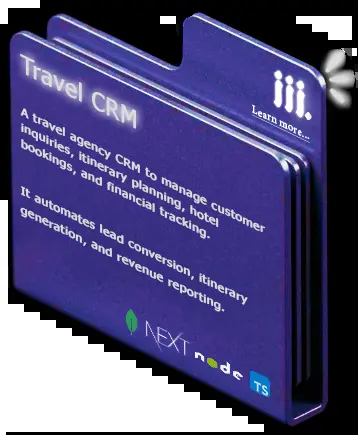 iii.
Learn more...
Travel CRM
A travel agency CRM to manage customer
inquiries, itinerary planning, hotel
bookings, and financial tracking.
It automates lead conversion, itinerary
generation, and revenue reporting.
NEXT node TS